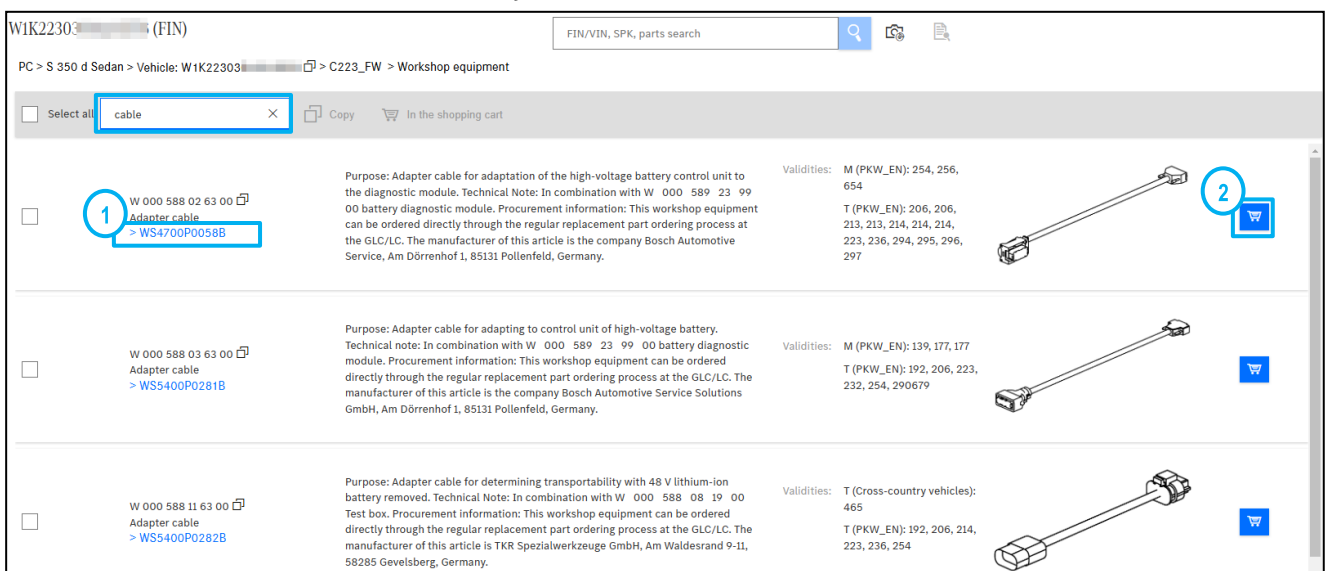 W1K22303 (FIN)
FIN/VIN, SPK, parts search
PC > S 350 d Sedan > Vehicle: W1K22303 > C223_FW > Workshop equipment
Select all
cable
Copy
In the shopping cart
1
W 000 588 02 63 00
Adapter cable
> WS4700P0058B
Purpose: Adapter cable for adaptation of the high-voltage battery control unit to
the diagnostic module. Technical Note: In combination with W 000 589 23 99
00 battery diagnostic module. Procurement information: This workshop equipment
can be ordered directly through the regular replacement part ordering process at
the GLC/LC. The manufacturer of this article is the company Bosch Automotive
Service, Am Dörrenhof 1, 85131 Pollenfeld, Germany.
Validities:
M (PKW_EN): 254, 256,
654
T (PKW_EN): 206, 206,
213, 213, 214, 214, 214,
223, 236, 294, 295, 296,
297
2
W 000 588 03 63 00
Adapter cable
> WS5400P0281B
Purpose: Adapter cable for adapting to control unit of high-voltage battery.
Technical note: In combination with W 000 589 23 99 00 battery diagnostic
module. Procurement information: This workshop equipment can be ordered
directly through the regular replacement part ordering process at the GLC/LC. The
manufacturer of this article is the company Bosch Automotive Service Solutions
GmbH, Am Dörrenhof 1, 85131 Pollenfeld, Germany.
Validities:
M (PKW_EN): 139, 177, 177
T (PKW_EN): 192, 206, 223,
232, 254, 290679
W 000 588 11 63 00
Adapter cable
> WS5400P0282B
Purpose: Adapter cable for determining transportability with 48 V lithium-ion
battery removed. Technical Note: In combination with W 000 588 08 19 00
Test box. Procurement information: This workshop equipment can be ordered
directly through the regular replacement part ordering process at the GLC/LC. The
manufacturer of this article is TKR Spezialwerkzeuge GmbH, Am Waldesrand 9-11,
58285 Gevelsberg, Germany.
Validities:
T (Cross-country vehicles):
465
T (PKW_EN): 192, 206, 214,
223, 236, 254